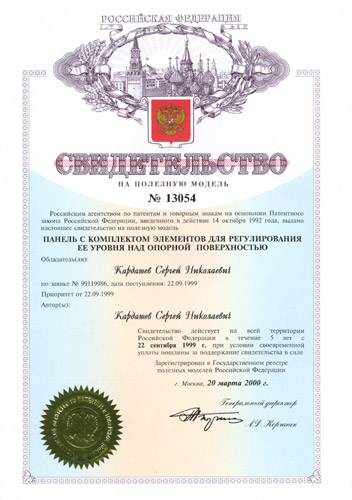 РОССИЙСКАЯ ФЕДЕРАЦИЯ
СВИДЕТЕЛЬСТВО
НА ПОЛЕЗНУЮ МОДЕЛЬ
№ 13054
Российским агентством по патентам и товарным знакам на основании Патентного
закона Российской Федерации, введенного в действие 14 октября 1992 года, выдано
настоящее свидетельство на полезную модель
ПАНЕЛЬ С КОМПЛЕКТОМ ЭЛЕМЕНТОВ ДЛЯ РЕГУЛИРОВАНИЯ
ЕЕ УРОВНЯ НАД ОПОРНОЙ ПОВЕРХНОСТЬЮ
Обладатель(ли):
Кардашев Сергей Николаевич
по заявке № 99119986, дата поступления: 22.09.1999
Приоритет от 22.09.1999
Автор(ы):
Кардашев Сергей Николаевич
Свидетельство действует на всей территории
Российской Федерации в течение 5 лет с
22 сентября 1999 г. при условии своевременной
уплаты пошлины за поддержание свидетельства в силе
Зарегистрирован в Государственном реестре
полезных моделей Российской Федерации
г. Москва, 20 марта 2000 г.
Генеральный директор
А.Д. Корчагин